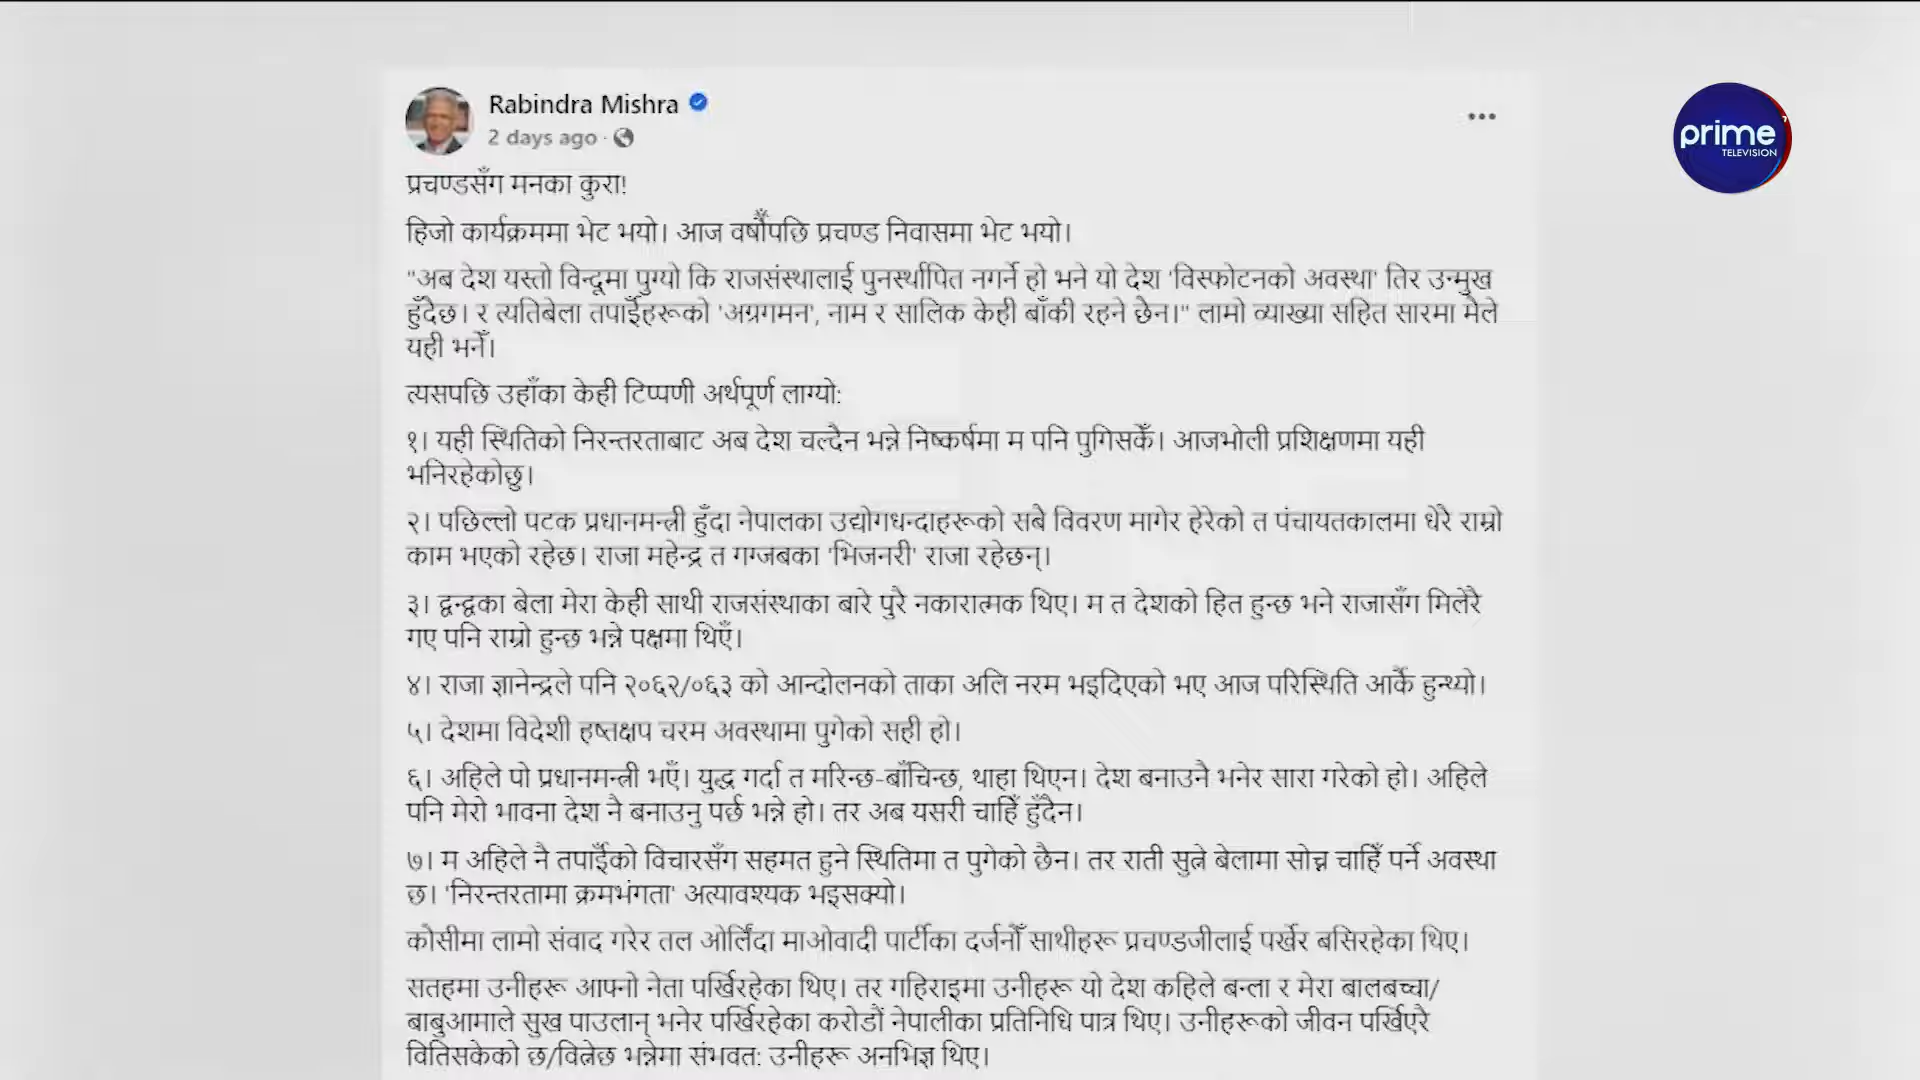 Rabindra Mishra
2 days ago ·
prime
TELEVISION
प्रचण्डसँग मनका कुरा!
हिजो कार्यक्रममा भेट भयो। आज वर्षौंपछि प्रचण्ड निवासमा भेट भयो।
"अब देश यस्तो विन्दूमा पुग्यो कि राजसंस्थालाई पुनर्स्थापित नगर्ने हो भने यो देश 'विस्फोटनको अवस्था' तिर उन्मुख
हुँदैछ। र त्यतिबेला तपाईँहरूको 'अग्रगमन', नाम र सालिक केही बाँकी रहने छैन।" लामो व्याख्या सहित सारमा मैले
यही भनेँ।
त्यसपछि उहाँका केही टिप्पणी अर्थपूर्ण लाग्यो:
१। यही स्थितिको निरन्तरताबाट अब देश चल्दैन भन्ने निष्कर्षमा म पनि पुगिसकेँ। आजभोली प्रशिक्षणमा यही
भनिरहेकोछु।
२। पछिल्लो पटक प्रधानमन्त्री हुँदा नेपालका उद्योगधन्दाहरूको सबै विवरण मागेर हेरेको त पंचायतकालमा धेरै राम्रो
काम भएको रहेछ। राजा महेन्द्र त गज्जबका 'भिजनरी' राजा रहेछन्।
३। द्वन्द्वका बेला मेरा केही साथी राजसंस्थाका बारे पुरै नकारात्मक थिए। म त देशको हित हुन्छ भने राजासँग मिलेरै
गए पनि राम्रो हुन्छ भन्ने पक्षमा थिएँ।
४। राजा ज्ञानेन्द्रले पनि २०६२/०६३ को आन्दोलनको ताका अलि नरम भइदिएको भए आज परिस्थिति अर्कै हुन्थ्यो।
५। देशमा विदेशी हष्तक्षप चरम अवस्थामा पुगेको सही हो।
६। अहिले पो प्रधानमन्त्री भएँ। युद्ध गर्दा त मरिन्छ-बाँचिन्छ, थाहा थिएन। देश बनाउनै भनेर सारा गरेको हो। अहिले
पनि मेरो भावना देश नै बनाउनु पर्छ भन्ने हो। तर अब यसरी चाहिँ हुँदैन।
७। म अहिले नै तपाईँको विचारसँग सहमत हुने स्थितिमा त पुगेको छैन। तर राती सुत्ने बेलामा सोच्न चाहिँ पर्ने अवस्था
छ। 'निरन्तरतामा क्रमभंगता' अत्यावश्यक भइसक्यो।
कोसीमा लामो संवाद गरेर तल ओर्लिंदा माओवादी पार्टीका दर्जनौँ साथीहरू प्रचण्डजीलाई पर्खेर बसिरहेका थिए।
सतहमा उनीहरू आफ्नो नेता पर्खिरहेका थिए। तर गहिराइमा उनीहरू यो देश कहिले बन्ला र मेरा बालबच्चा/
बाबुआमाले सुख पाउलान् भनेर पर्खिरहेका करोडौं नेपालीका प्रतिनिधि पात्र थिए। उनीहरूको जीवन पर्खिएरै
वितिसकेको छ/वित्नेछ भन्नेमा संभवत: उनीहरू अनभिज्ञ थिए।